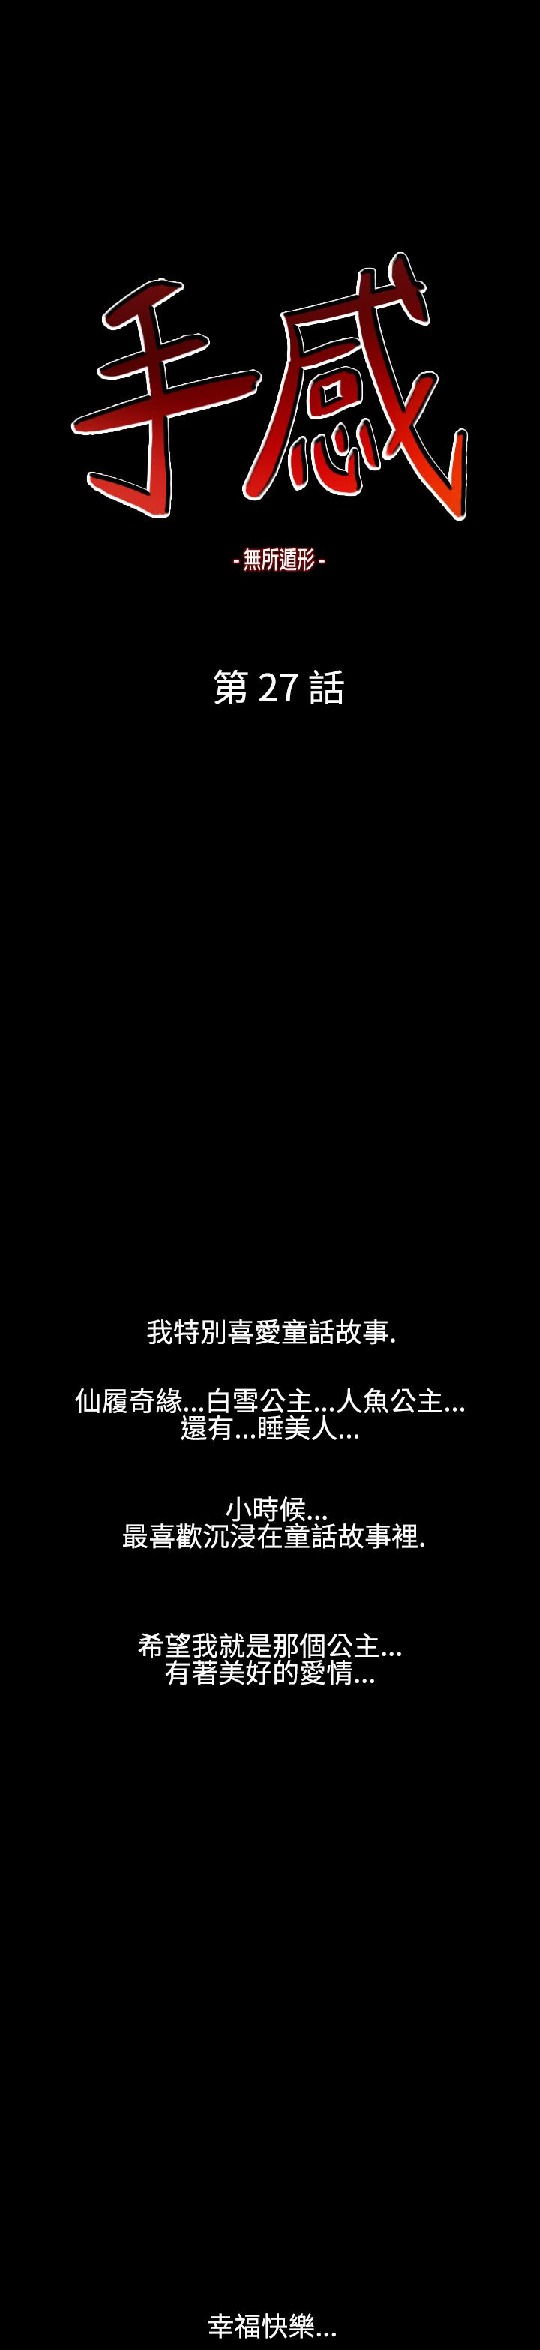 手感
- 無所遁形 -
第 27 話
我特別喜愛童話故事.
仙履奇緣...白雪公主...人魚公主...
還有...睡美人...
小時候...
最喜歡沉浸在童話故事裡.
希望我就是那個公主...
有著美好的愛情...
幸福快樂...